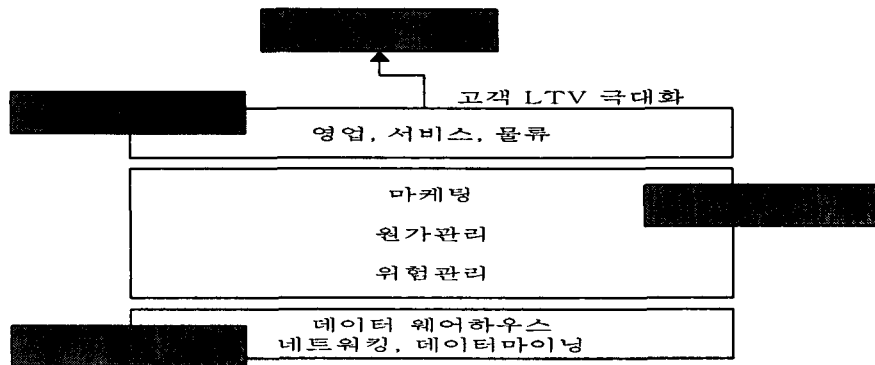 고객 LTV 극대화
영업, 서비스, 물류
마케팅
원가관리
위험관리
데이터 웨어하우스
네트워킹, 데이터마이닝